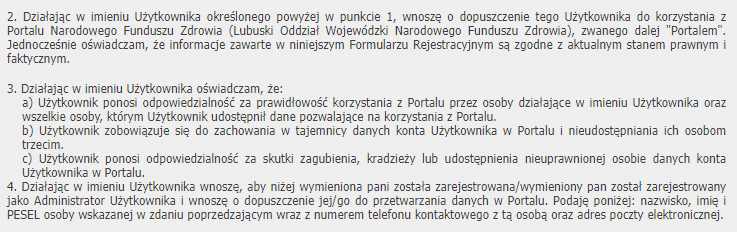 2. Działając w imieniu Użytkownika określonego powyżej w punkcie 1, wnoszę o dopuszczenie tego Użytkownika do korzystania z
Portalu Narodowego Funduszu Zdrowia (Lubuski Oddział Wojewódzki Narodowego Funduszu Zdrowia), zwanego dalej "Portalem".
Jednocześnie oświadczam, że informacje zawarte w niniejszym Formularzu Rejestracyjnym są zgodne z aktualnym stanem prawnym i
faktycznym.
3. Działając w imieniu Użytkownika oświadczam, że:
a) Użytkownik ponosi odpowiedzialność za prawidłowość korzystania z Portalu przez osoby działające w imieniu Użytkownika oraz
wszelkie osoby, którym Użytkownik udostępnił dane pozwalające na korzystania z Portalu.
b) Użytkownik zobowiązuje się do zachowania w tajemnicy danych konta Użytkownika w Portalu i nieudostępniania ich osobom
trzecim.
c) Użytkownik ponosi odpowiedzialność za skutki zagubienia, kradzieży lub udostępnienia nieuprawnionej osobie danych konta
Użytkownika w Portalu.
4. Działając w imieniu Użytkownika wnoszę, aby niżej wymieniona pani została zarejestrowana/wymieniony pan został zarejestrowany
jako Administrator Użytkownika i wnoszę o dopuszczenie jej/go do przetwarzania danych w Portalu. Podaję poniżej: nazwisko, imię i
PESEL osoby wskazanej w zdaniu poprzedzającym wraz z numerem telefonu kontaktowego z tą osobą oraz adres poczty elektronicznej.